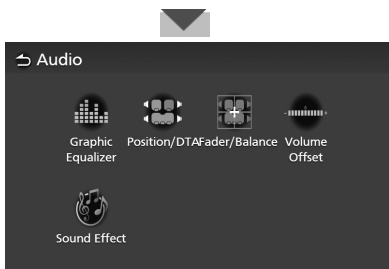 Audio
Graphic Equalizer
Position/DTA
Fader/Balance
Volume Offset
Sound Effect